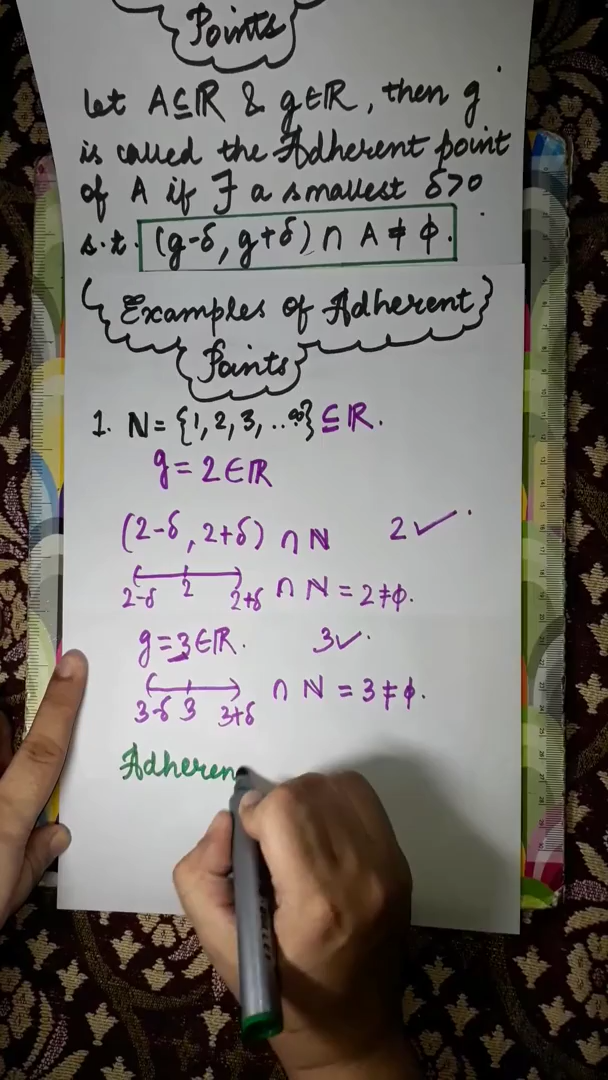 Points
Let A⊆ℝ & g∈ℝ, then g
is called the Adherent point
of A if ∃ a smallest δ>0
s.t. (g-δ, g+δ) ∩ A ≠ ϕ.
Examples of Adherent
Points
1. N = {1, 2, 3, ...∞} ⊆ ℝ.
g = 2 ∈ ℝ
(2-δ, 2+δ) ∩ N 2 ✓.
2-δ 2 2+δ ∩ N = 2 ≠ ϕ.
g = 3 ∈ ℝ. 3 ✓.
3-δ 3 3+δ ∩ N = 3 ≠ ϕ.
Adheren